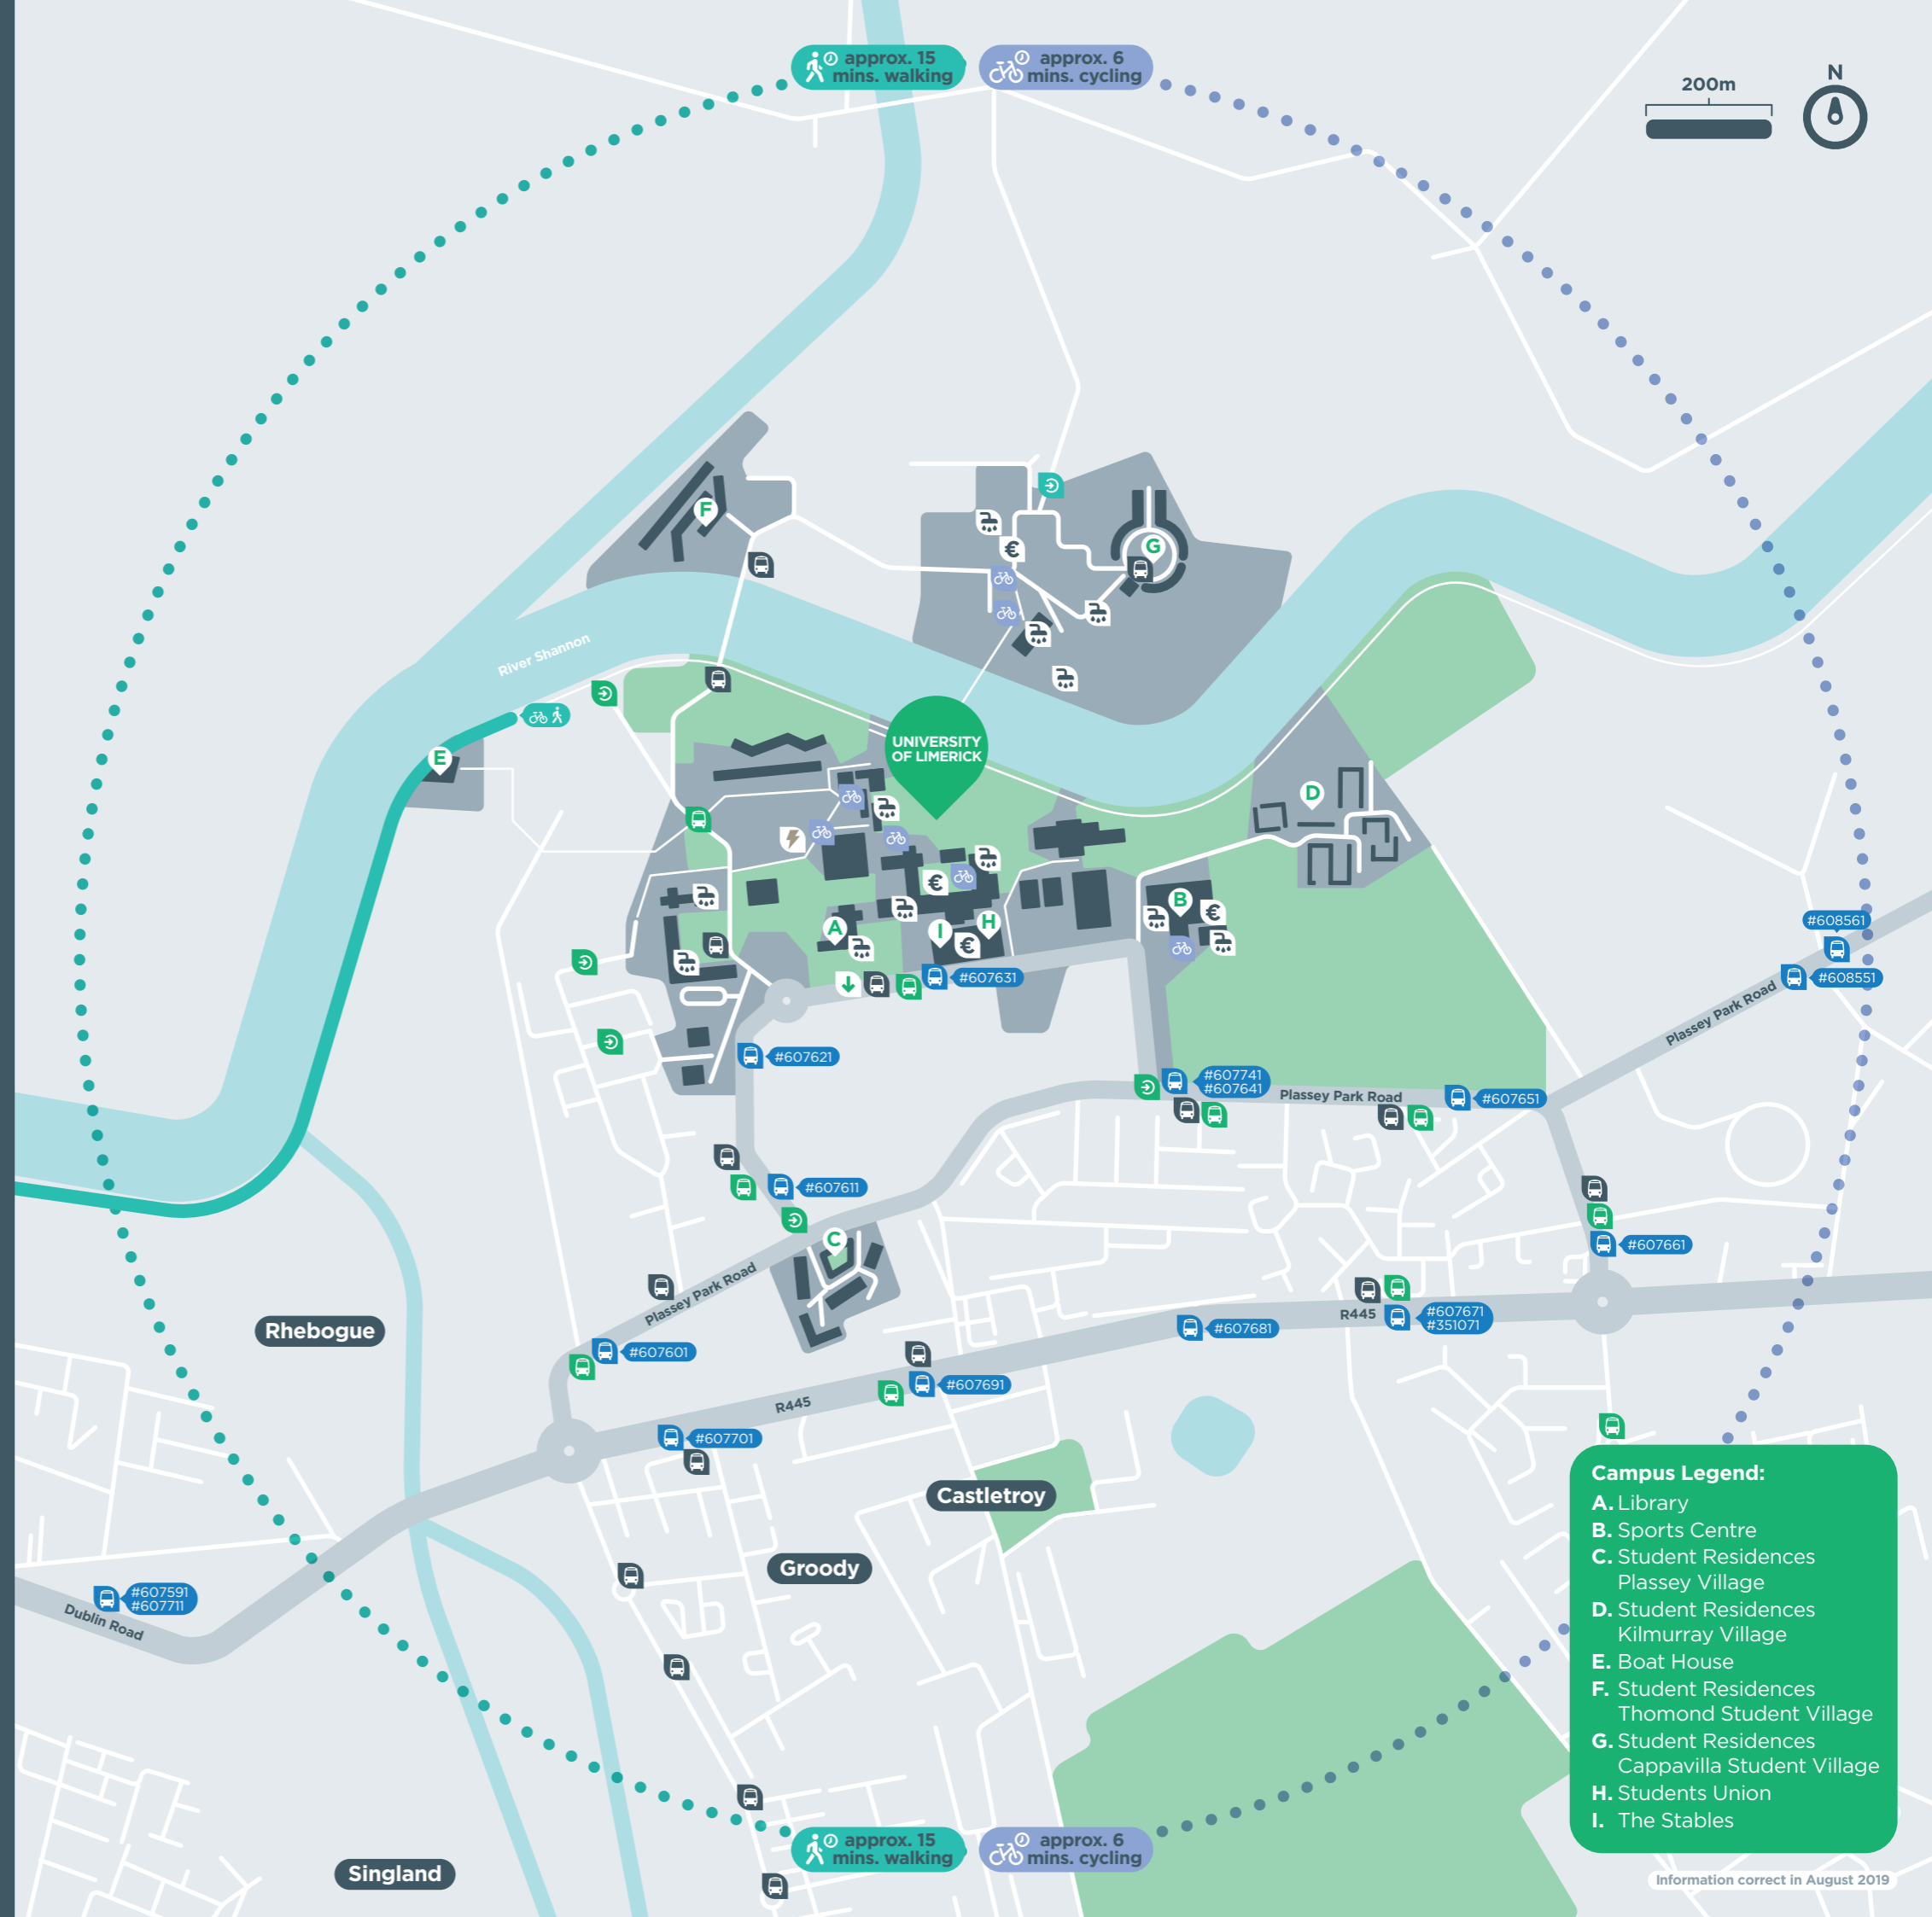 approx. 15
mins. walking
approx. 6
mins. cycling
200m
N
F
G
€
River Shannon
E
UNIVERSITY
OF LIMERICK
D
€
A
I
H
€
B
€
#607631
#608561
#608551
Plassey Park Road
#607621
#607741
#607641
Plassey Park Road
#607651
#607611
C
#607661
Plassey Park Road
Rhebogue
#607601
#607681
R445
#607671
#351071
#607691
R445
#607701
Castletroy
Groody
#607591
#607711
Dublin Road
Singland
approx. 15
mins. walking
approx. 6
mins. cycling
Campus Legend:
A. Library
B. Sports Centre
C. Student Residences
Plassey Village
D. Student Residences
Kilmurray Village
E. Boat House
F. Student Residences
Thomond Student Village
G. Student Residences
Cappavilla Student Village
H. Students Union
I. The Stables
Information correct in August 2019